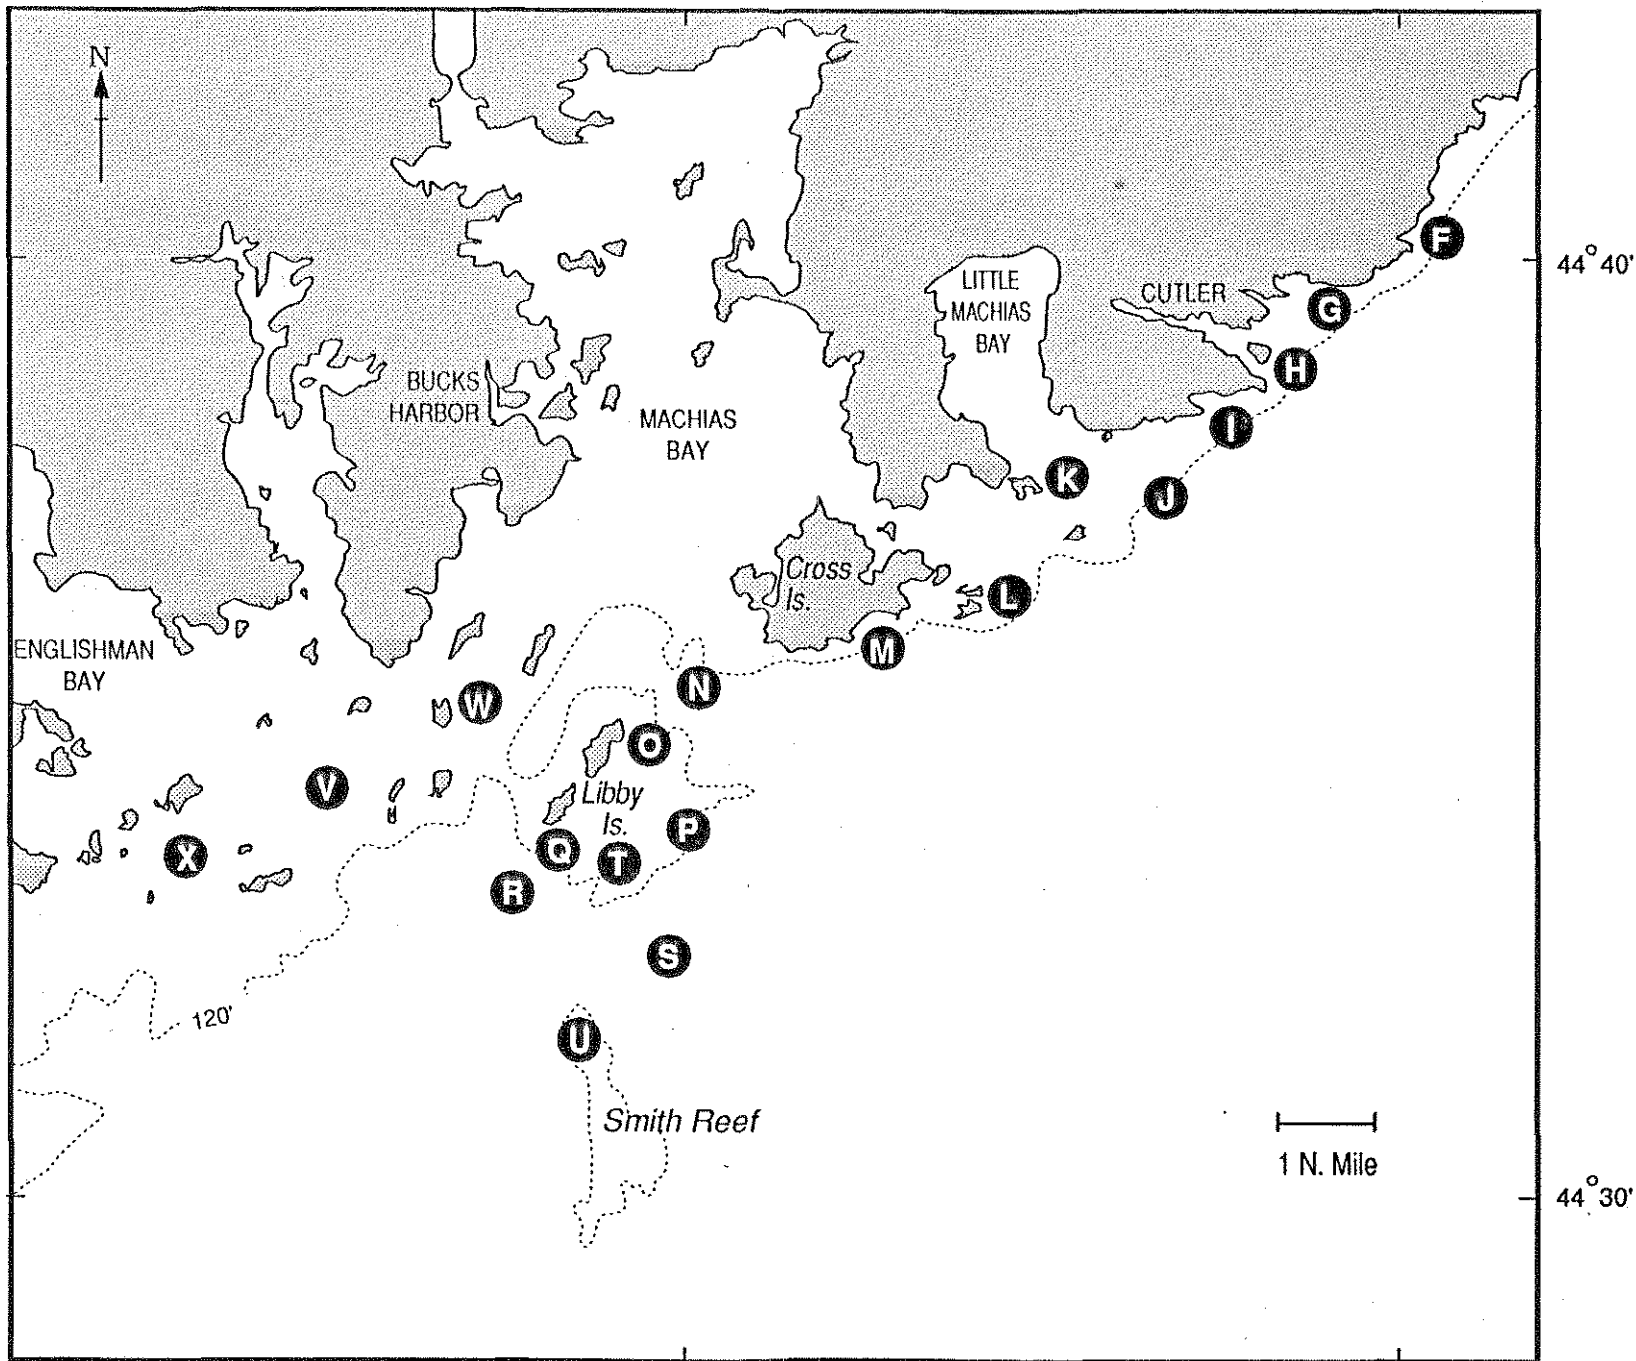 N
F
44°40'
LITTLE
MACHIAS
BAY
CUTLER
G
H
BUCKS
HARBOR
MACHIAS
BAY
I
K
J
Cross
Is.
L
ENGLISHMAN
BAY
M
N
W
O
V
Libby
Is.
P
Q
T
X
R
S
120'
U
Smith Reef
1 N. Mile
44°30'